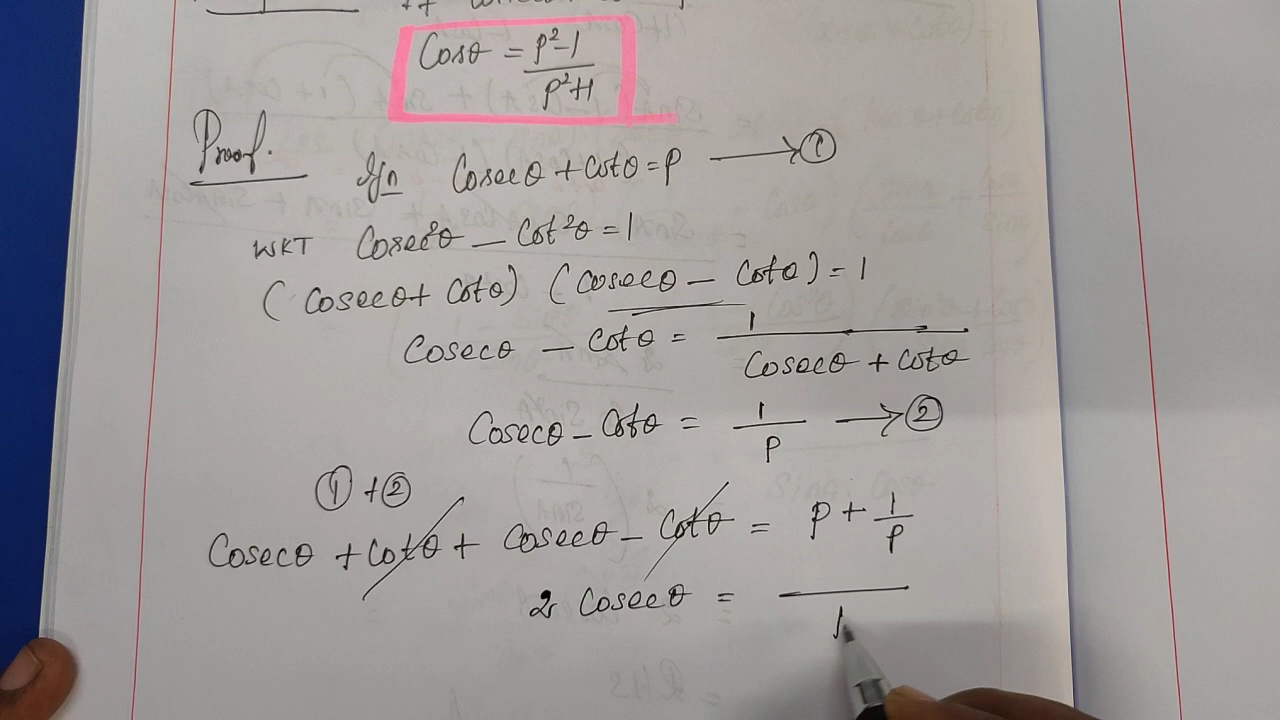 Cosθ = p²-1 / p²+1
Proof.
Gn Cosecθ + Cotθ = p → ①
WKT Cosec²θ - Cot²θ = 1
(Cosecθ + Cotθ) (Cosecθ - Cotθ) = 1
Cosecθ - Cotθ = 1 / Cosecθ + Cotθ
Cosecθ - Cotθ = 1 / p → ②
① + ②
Cosecθ + Cotθ + Cosecθ - Cotθ = p + 1/p
2 Cosecθ =